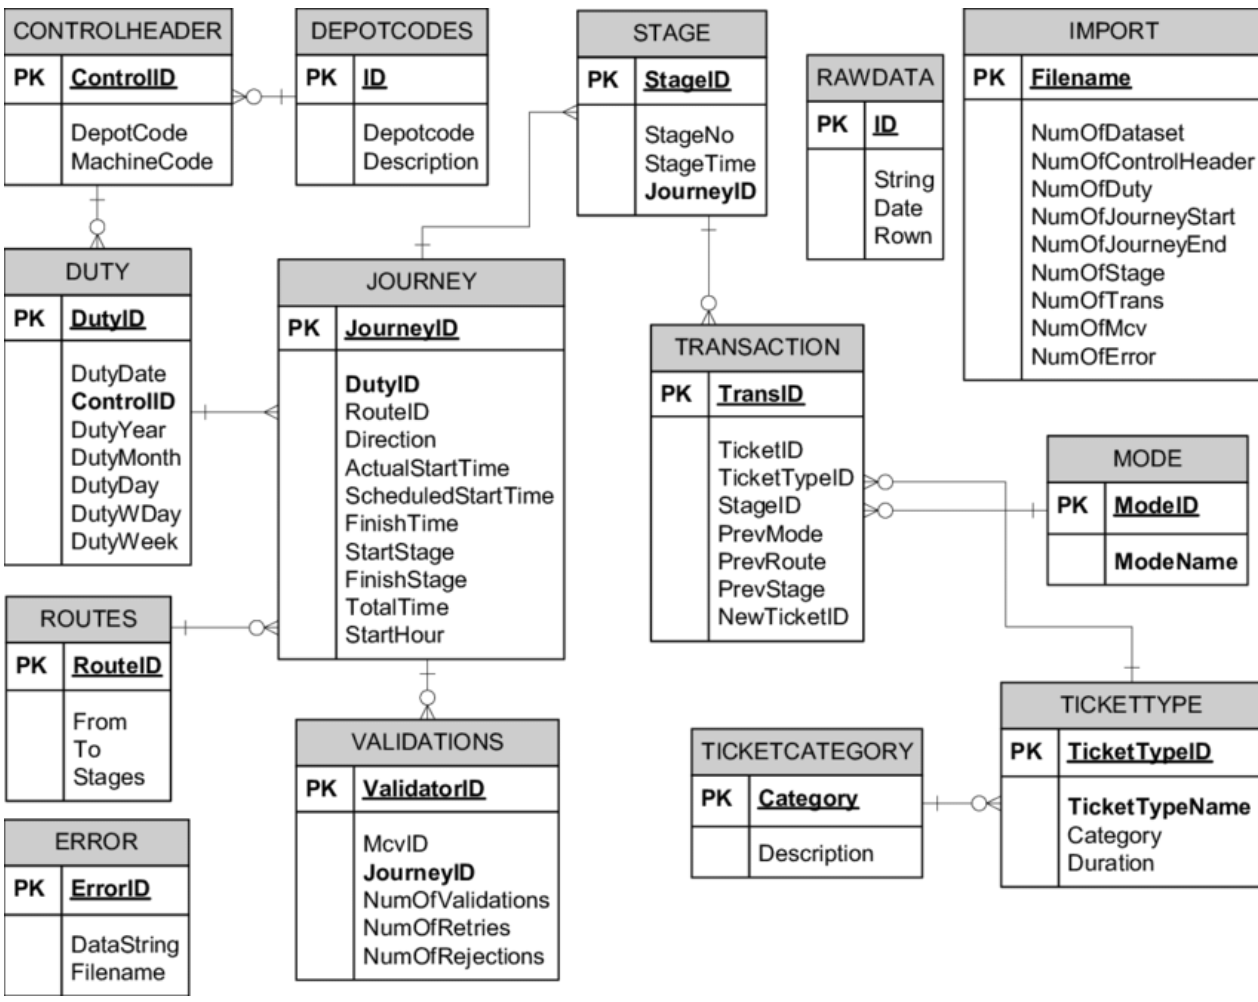 CONTROLHEADER
PK ControlID
DepotCode
MachineCode
DEPOTCODES
PK ID
Depotcode
Description
STAGE
PK StageID
StageNo
StageTime
JourneyID
RAWDATA
PK ID
String
Date
Rown
IMPORT
PK Filename
NumOfDataset
NumOfControlHeader
NumOfDuty
NumOfJourneyStart
NumOfJourneyEnd
NumOfStage
NumOfTrans
NumOfMcv
NumOfError
DUTY
PK DutyID
DutyDate
ControlID
DutyYear
DutyMonth
DutyDay
DutyWDay
DutyWeek
JOURNEY
PK JourneyID
DutyID
RouteID
Direction
ActualStartTime
ScheduledStartTime
FinishTime
StartStage
FinishStage
TotalTime
StartHour
TRANSACTION
PK TransID
TicketID
TicketTypeID
StageID
PrevMode
PrevRoute
PrevStage
NewTicketID
MODE
PK ModeID
ModeName
ROUTES
PK RouteID
From
To
Stages
VALIDATIONS
PK ValidatorID
McvID
JourneyID
NumOfValidations
NumOfRetries
NumOfRejections
TICKETCATEGORY
PK Category
Description
TICKETTYPE
PK TicketTypeID
TicketTypeName
Category
Duration
ERROR
PK ErrorID
DataString
Filename